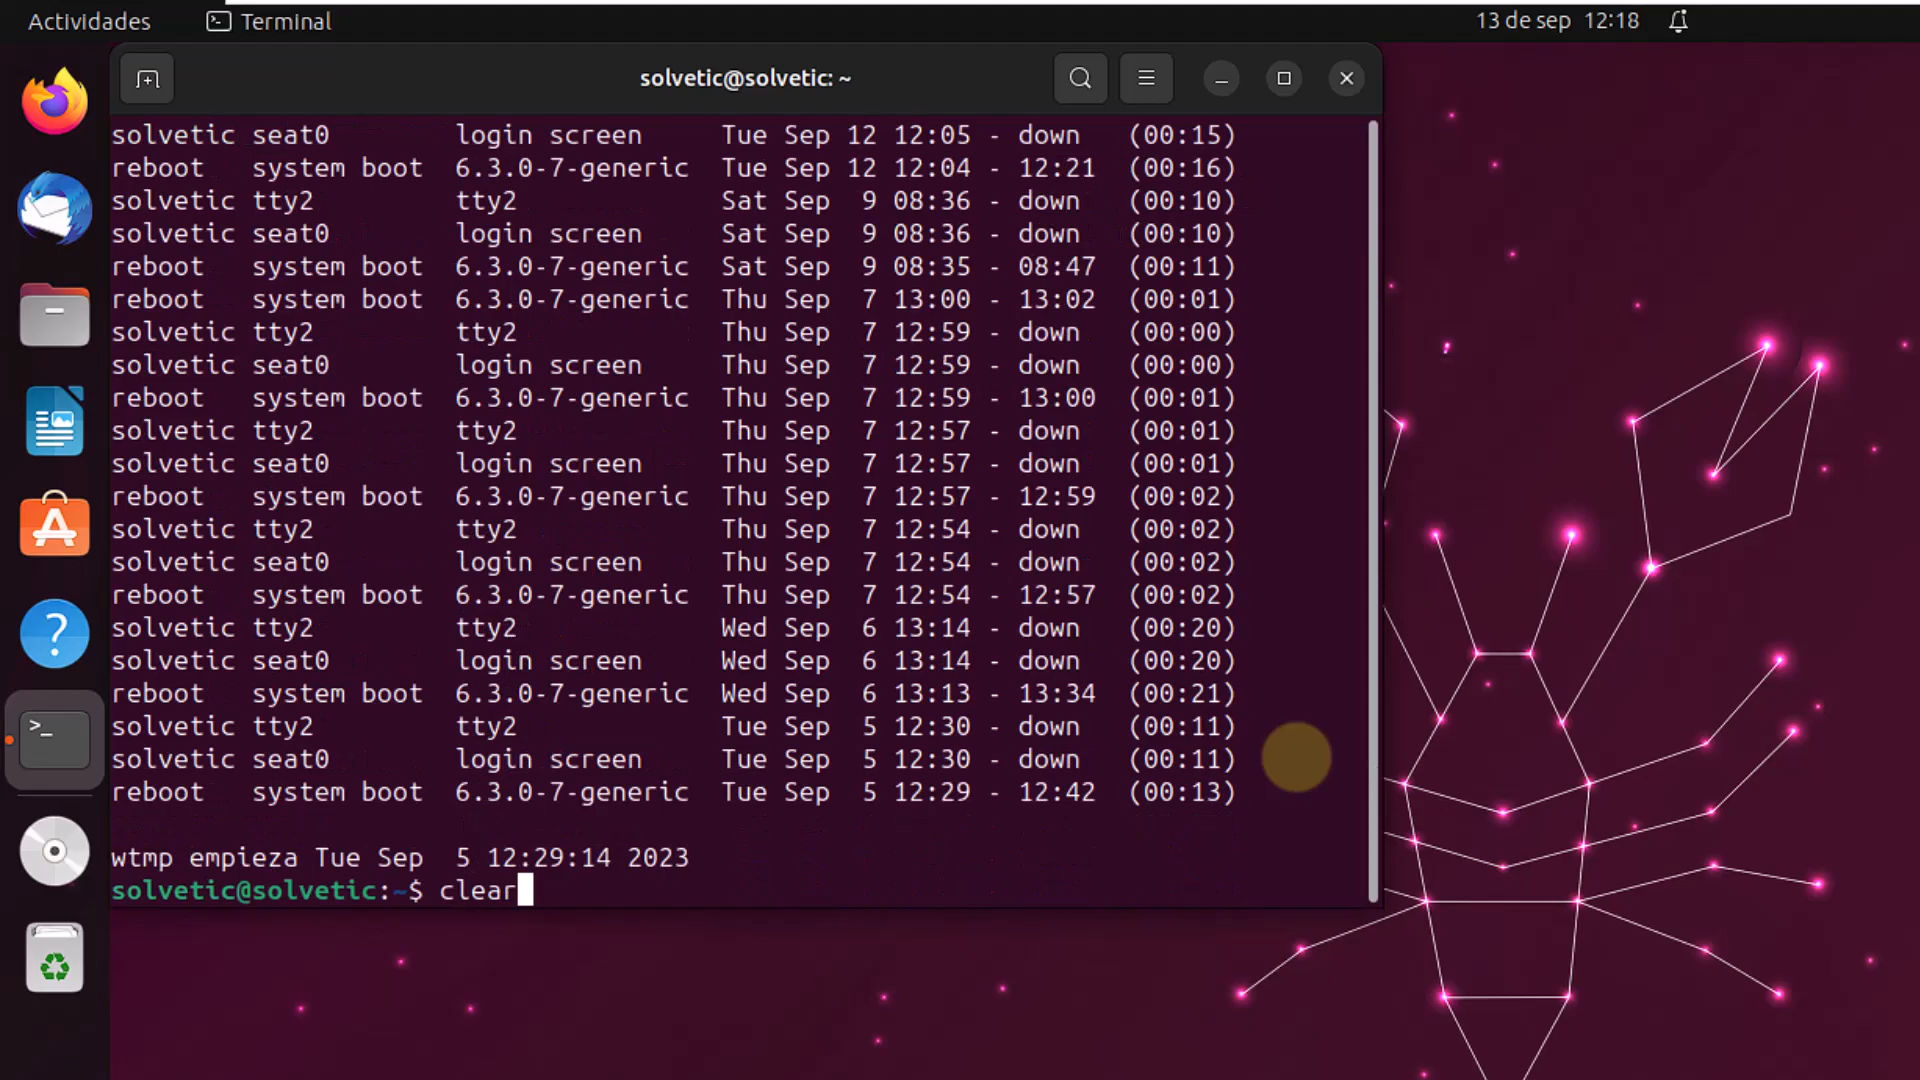 Actividades Terminal 13 de sep 12:18
solvetic@solvetic: ~
solvetic seat0 login screen Tue Sep 12 12:05 - down (00:15)
reboot system boot 6.3.0-7-generic Tue Sep 12 12:04 - 12:21 (00:16)
solvetic tty2 tty2 Sat Sep 9 08:36 - down (00:10)
solvetic seat0 login screen Sat Sep 9 08:36 - down (00:10)
reboot system boot 6.3.0-7-generic Sat Sep 9 08:35 - 08:47 (00:11)
reboot system boot 6.3.0-7-generic Thu Sep 7 13:00 - 13:02 (00:01)
solvetic tty2 tty2 Thu Sep 7 12:59 - down (00:00)
solvetic seat0 login screen Thu Sep 7 12:59 - down (00:00)
reboot system boot 6.3.0-7-generic Thu Sep 7 12:59 - 13:00 (00:01)
solvetic tty2 tty2 Thu Sep 7 12:57 - down (00:01)
solvetic seat0 login screen Thu Sep 7 12:57 - down (00:01)
reboot system boot 6.3.0-7-generic Thu Sep 7 12:57 - 12:59 (00:02)
solvetic tty2 tty2 Thu Sep 7 12:54 - down (00:02)
solvetic seat0 login screen Thu Sep 7 12:54 - down (00:02)
reboot system boot 6.3.0-7-generic Thu Sep 7 12:54 - 12:57 (00:02)
solvetic tty2 tty2 Wed Sep 6 13:14 - down (00:20)
solvetic seat0 login screen Wed Sep 6 13:14 - down (00:20)
reboot system boot 6.3.0-7-generic Wed Sep 6 13:13 - 13:34 (00:21)
solvetic tty2 tty2 Tue Sep 5 12:30 - down (00:11)
solvetic seat0 login screen Tue Sep 5 12:30 - down (00:11)
reboot system boot 6.3.0-7-generic Tue Sep 5 12:29 - 12:42 (00:13)
wtmp empieza Tue Sep 5 12:29:14 2023
solvetic@solvetic:~$ clear